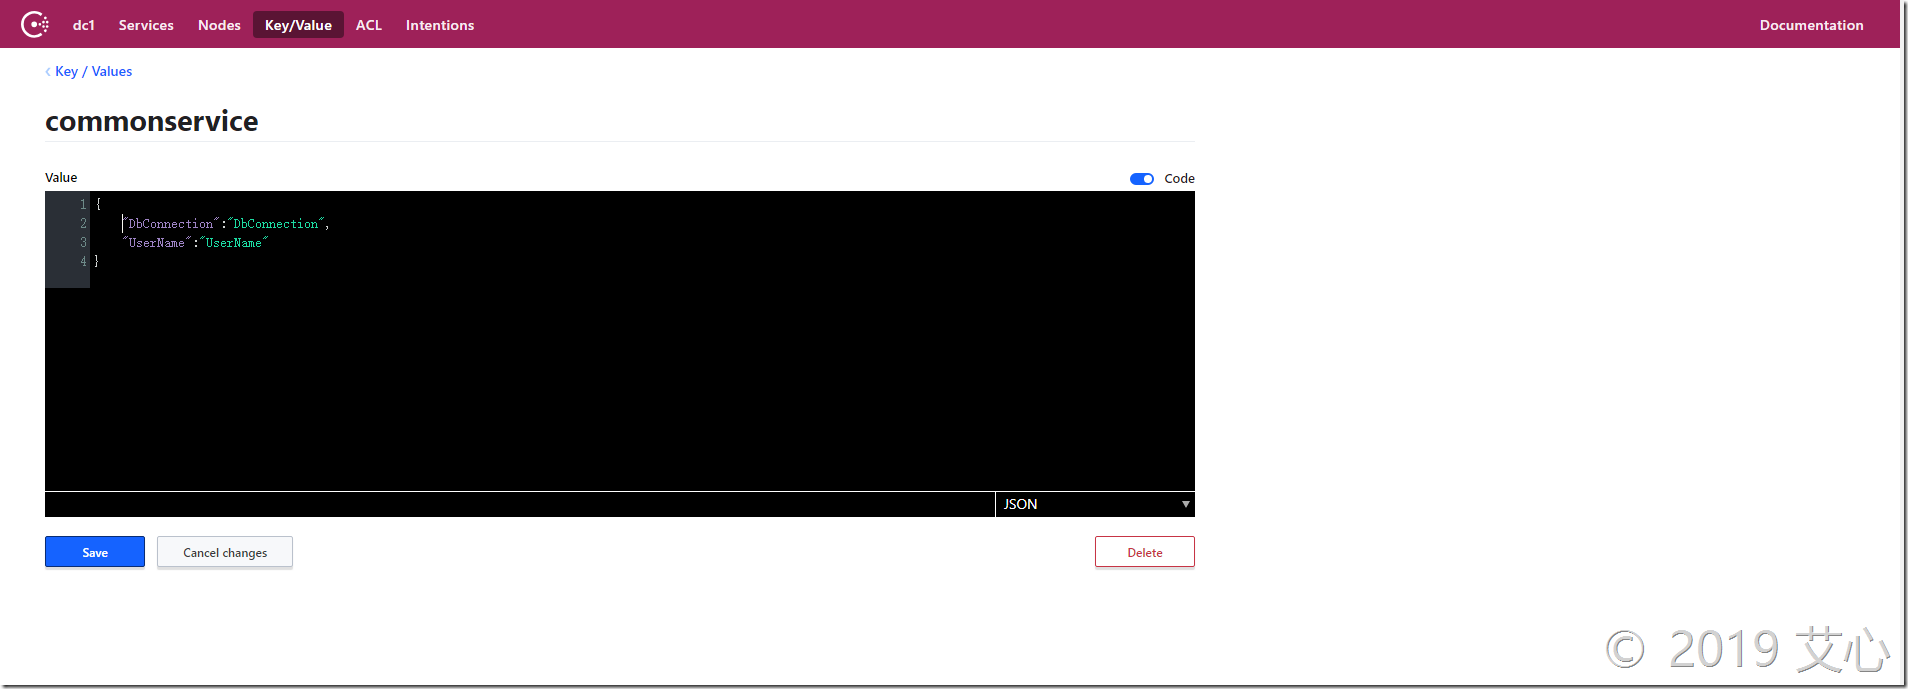 dc1 Services Nodes Key/Value ACL Intentions Documentation
Key / Values
commonservice
Value Code
1 {
2 "DbConnection":"DbConnection",
3 "UserName":"UserName"
4 }
JSON
Save Cancel changes Delete
© 2019 艾心